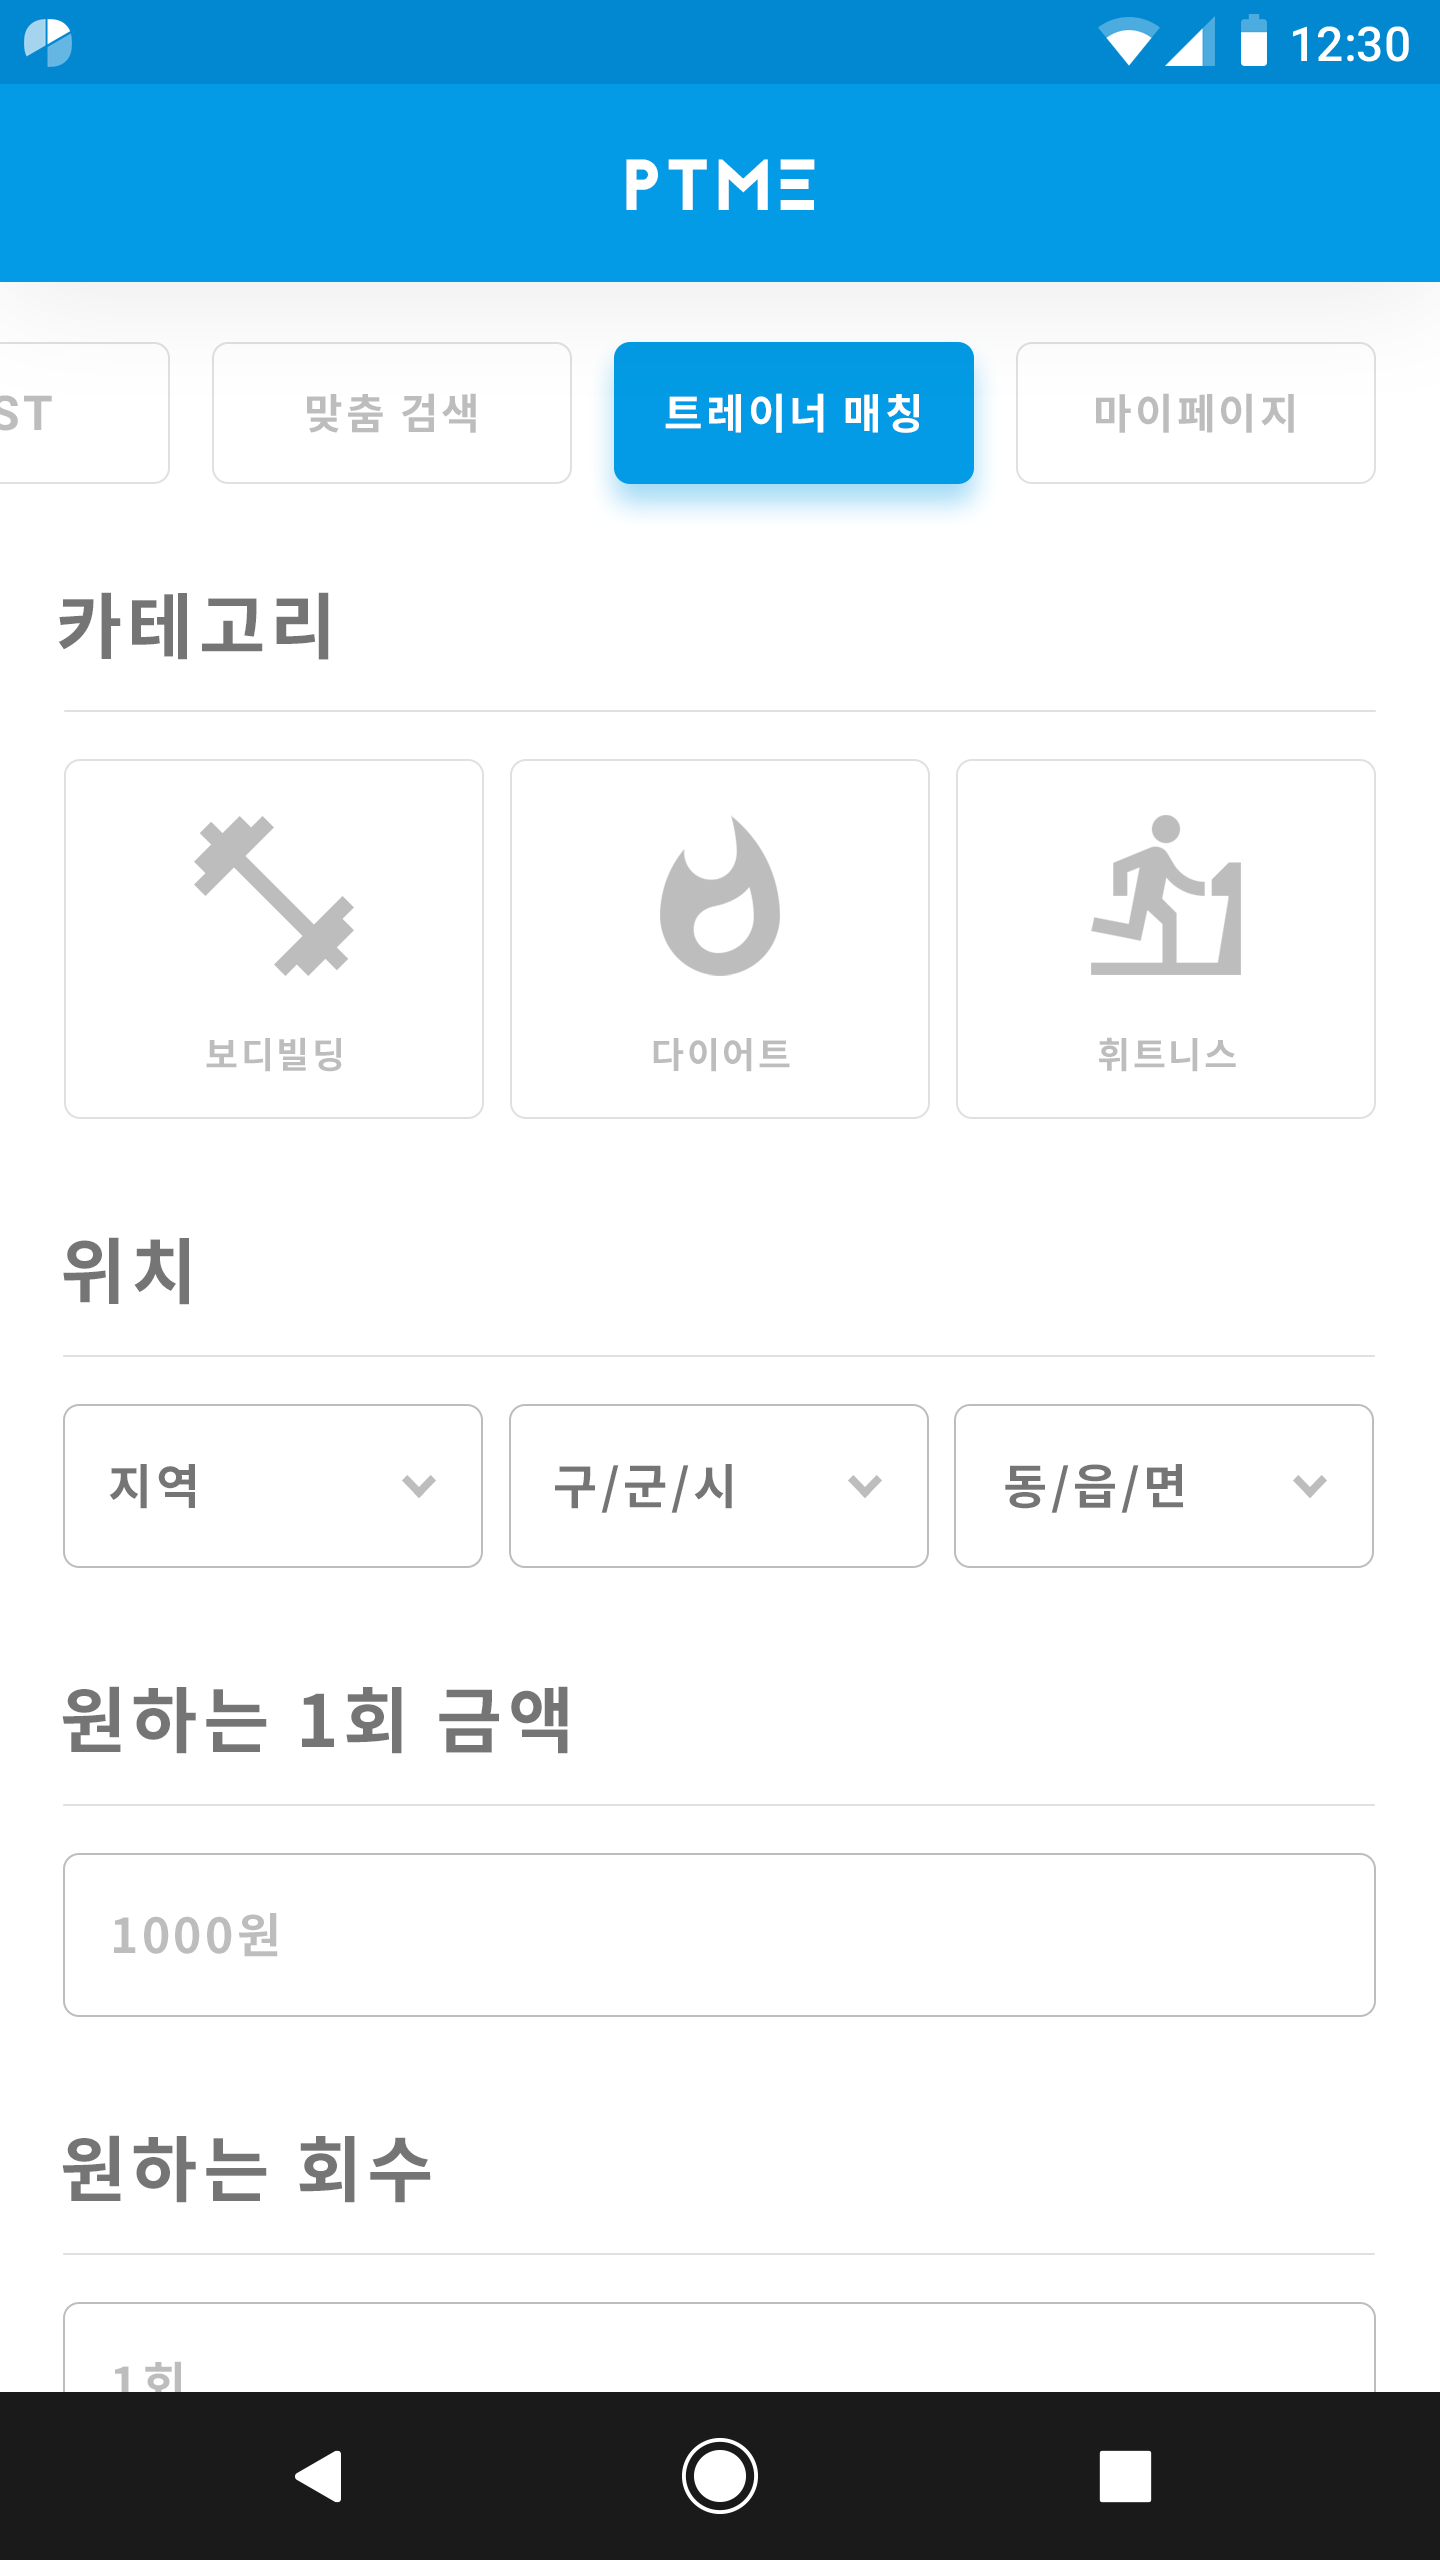 12:30
PTME
ST 맞춤 검색 트레이너 매칭 마이페이지
카테고리
보디빌딩 다이어트 휘트니스
위치
지역 구/군/시 동/읍/면
원하는 1회 금액
1000원
원하는 회수
1회